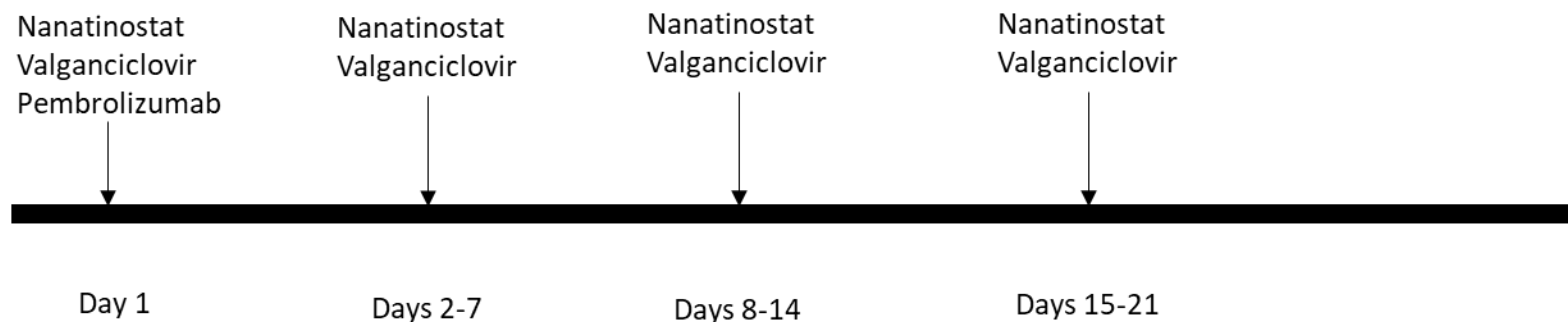 Nanatinostat
Valganciclovir
Pembrolizumab
Nanatinostat
Valganciclovir
Nanatinostat
Valganciclovir
Nanatinostat
Valganciclovir
Day 1
Days 2-7
Days 8-14
Days 15-21